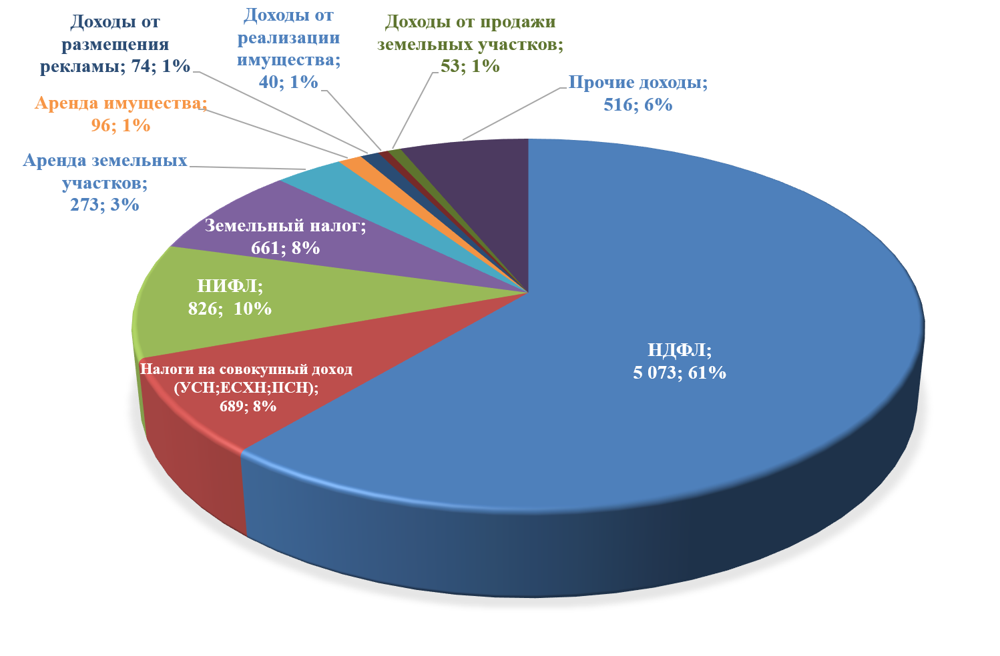 Доходы от
размещения
рекламы; 74; 1%
Доходы от
реализации
имущества;
40; 1%
Доходы от продажи
земельных участков;
53; 1%
Прочие доходы;
516; 6%
Аренда имущества;
96; 1%
Аренда земельных
участков;
273; 3%
Земельный налог;
661; 8%
НИФЛ;
826;  10%
Налоги на совокупный доход
(УСН;ЕСХН;ПСН);
689; 8%
НДФЛ;
5 073; 61%